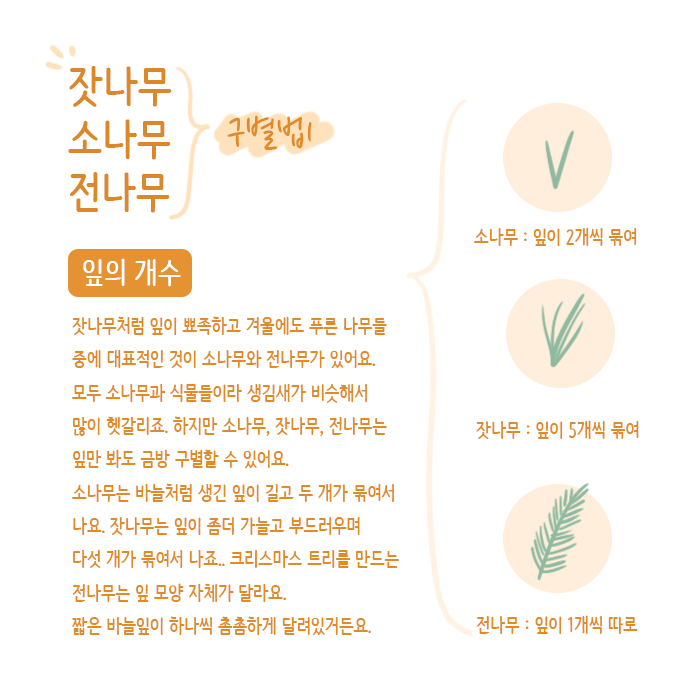 잣나무
소나무
전나무
구별법!
잎의 개수
잣나무처럼 잎이 뾰족하고 겨울에도 푸른 나무들
중에 대표적인 것이 소나무와 전나무가 있어요.
모두 소나무과 식물들이라 생김새가 비슷해서
많이 헷갈리죠. 하지만 소나무, 잣나무, 전나무는
잎만 봐도 금방 구별할 수 있어요.
소나무는 바늘처럼 생긴 잎이 길고 두 개가 묶여서
나요. 잣나무는 잎이 좀더 가늘고 부드러우며
다섯 개가 묶여서 나죠.. 크리스마스 트리를 만드는
전나무는 잎 모양 자체가 달라요.
짧은 바늘잎이 하나씩 촘촘하게 달려있거든요.
소나무 : 잎이 2개씩 묶여
잣나무 : 잎이 5개씩 묶여
전나무 : 잎이 1개씩 따로